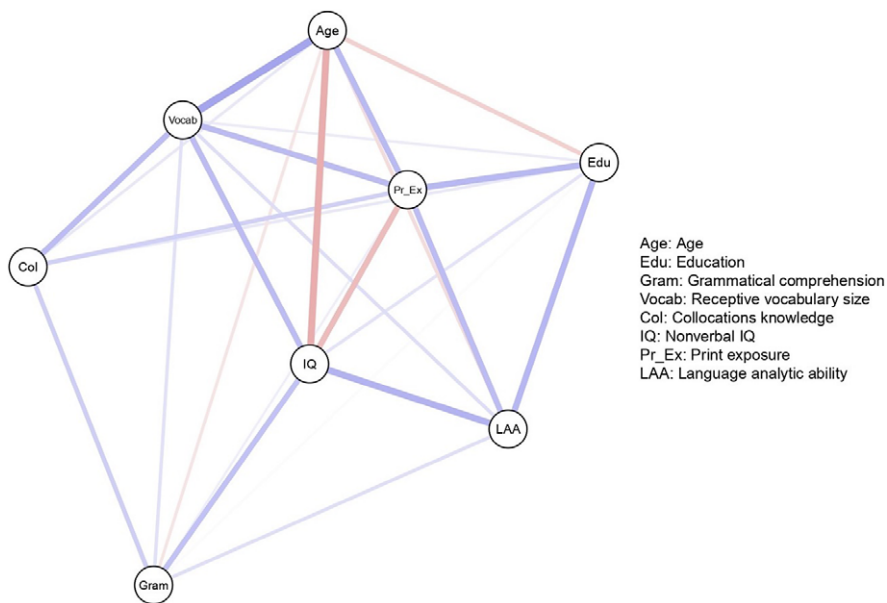 Age
Vocab
Edu
Pr_Ex
Col
IQ
LAA
Gram
Age: Age
Edu: Education
Gram: Grammatical comprehension
Vocab: Receptive vocabulary size
Col: Collocations knowledge
IQ: Nonverbal IQ
Pr_Ex: Print exposure
LAA: Language analytic ability